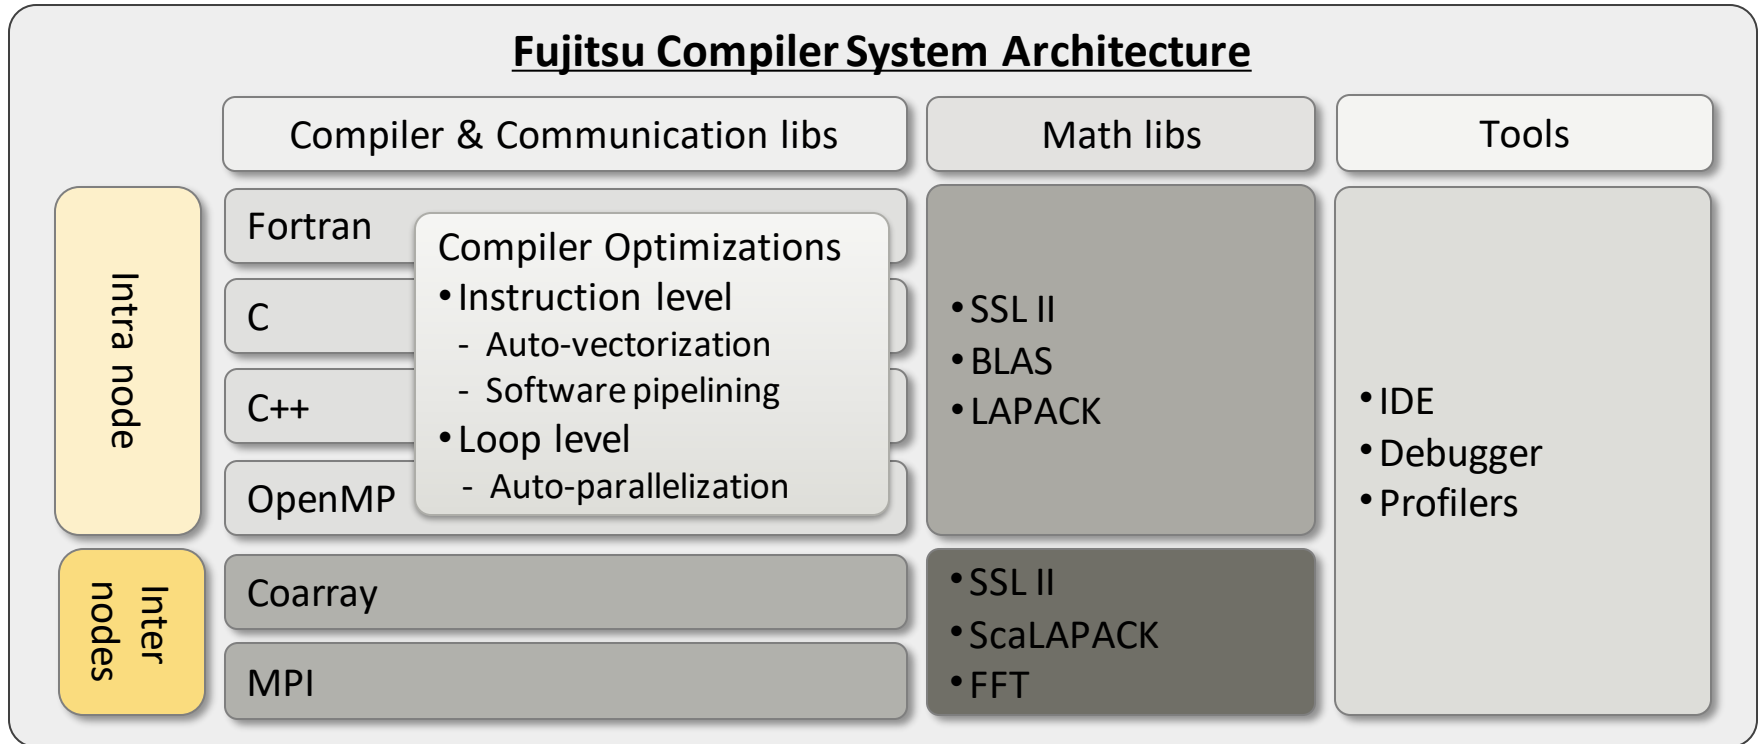 Fujitsu Compiler System Architecture
Compiler & Communication libs
Math libs
Tools
Intra node
Fortran
C
C++
OpenMP
Compiler Optimizations
•Instruction level
- Auto-vectorization
- Software pipelining
•Loop level
- Auto-parallelization
•SSL II
•BLAS
•LAPACK
•IDE
•Debugger
•Profilers
Inter
nodes
Coarray
MPI
•SSL II
•ScaLAPACK
•FFT